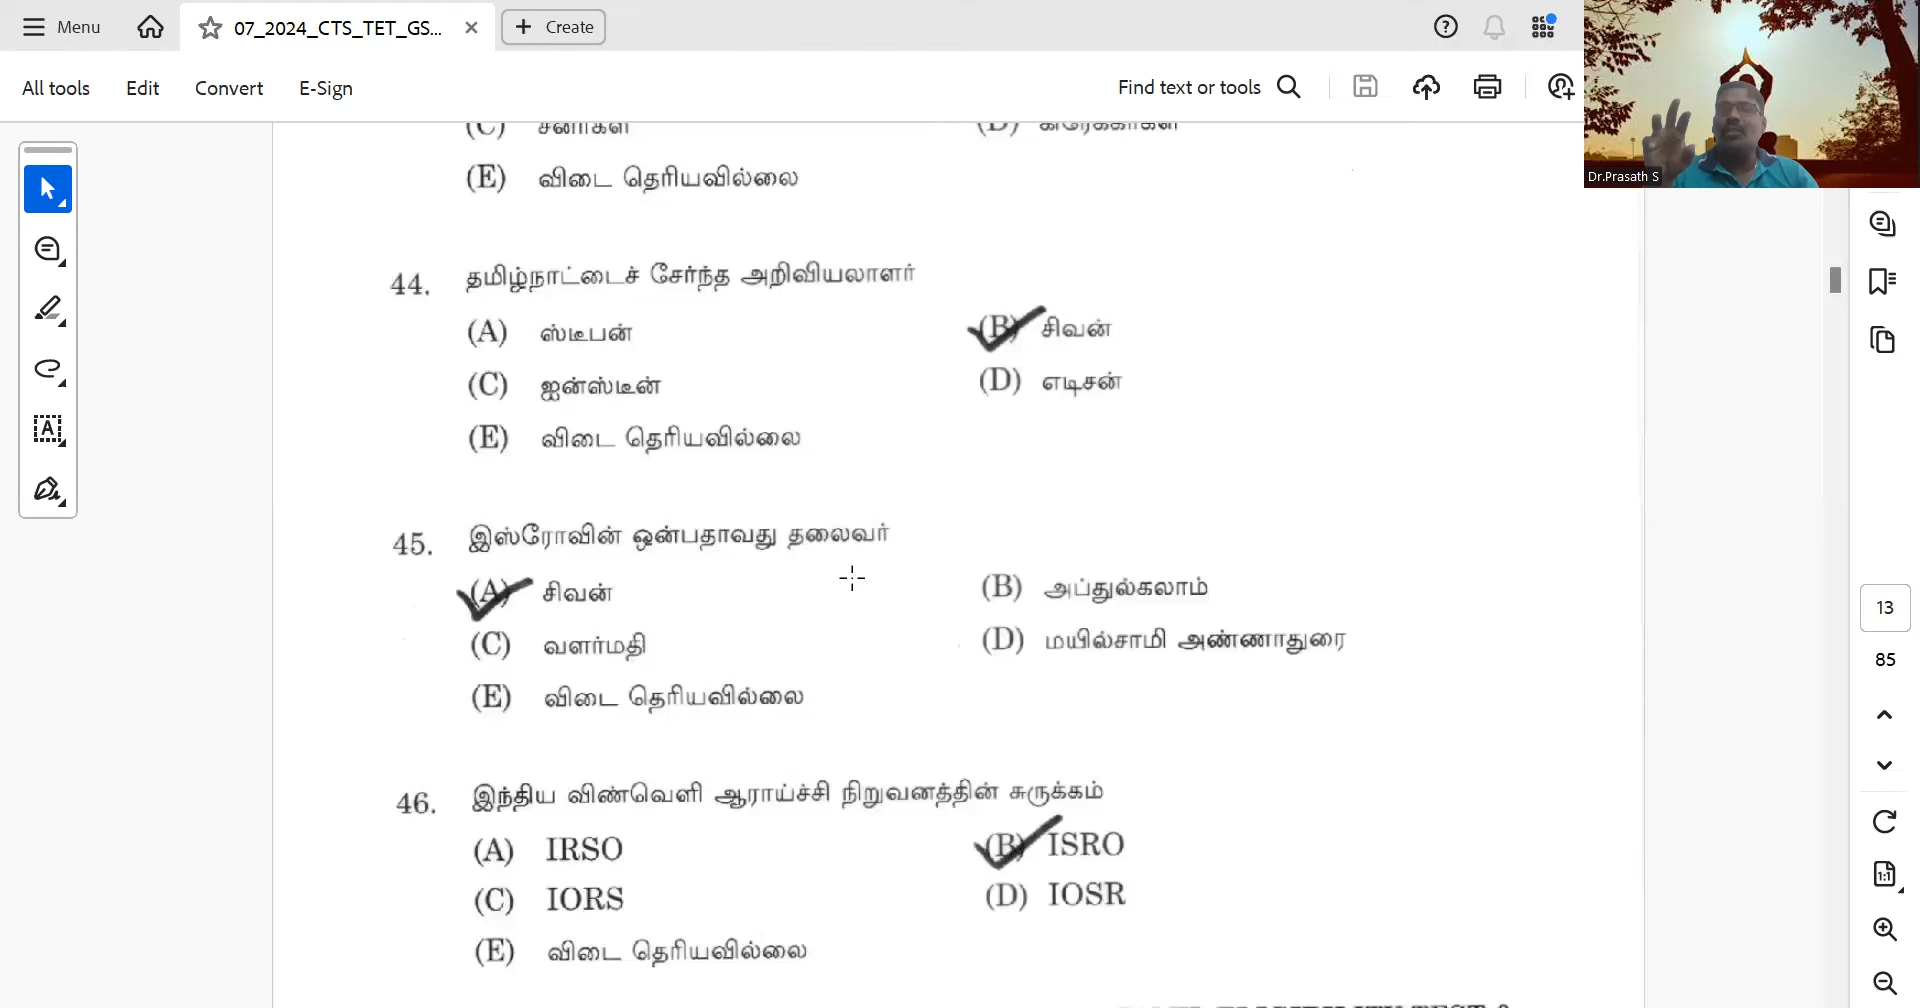 Menu
07_2024_CTS_TET_GS...
Create
All tools
Edit
Convert
E-Sign
Find text or tools
Dr.Prasath S
(C)
(D)
(E) விடை தெரியவில்லை
44. தமிழ்நாட்டைச் சேர்ந்த அறிவியலாளர்
(A) ஸ்டீபன் (B) சிவன்
(C) ஐன்ஸ்டீன் (D) எடிசன்
(E) விடை தெரியவில்லை
45. இஸ்ரோவின் ஒன்பதாவது தலைவர்
(A) சிவன் (B) அப்துல்கலாம்
(C) வளர்மதி (D) மயில்சாமி அண்ணாதுரை
(E) விடை தெரியவில்லை
46. இந்திய விண்வெளி ஆராய்ச்சி நிறுவனத்தின் சுருக்கம்
(A) IRSO (B) ISRO
(C) IORS (D) IOSR
(E) விடை தெரியவில்லை
13
85